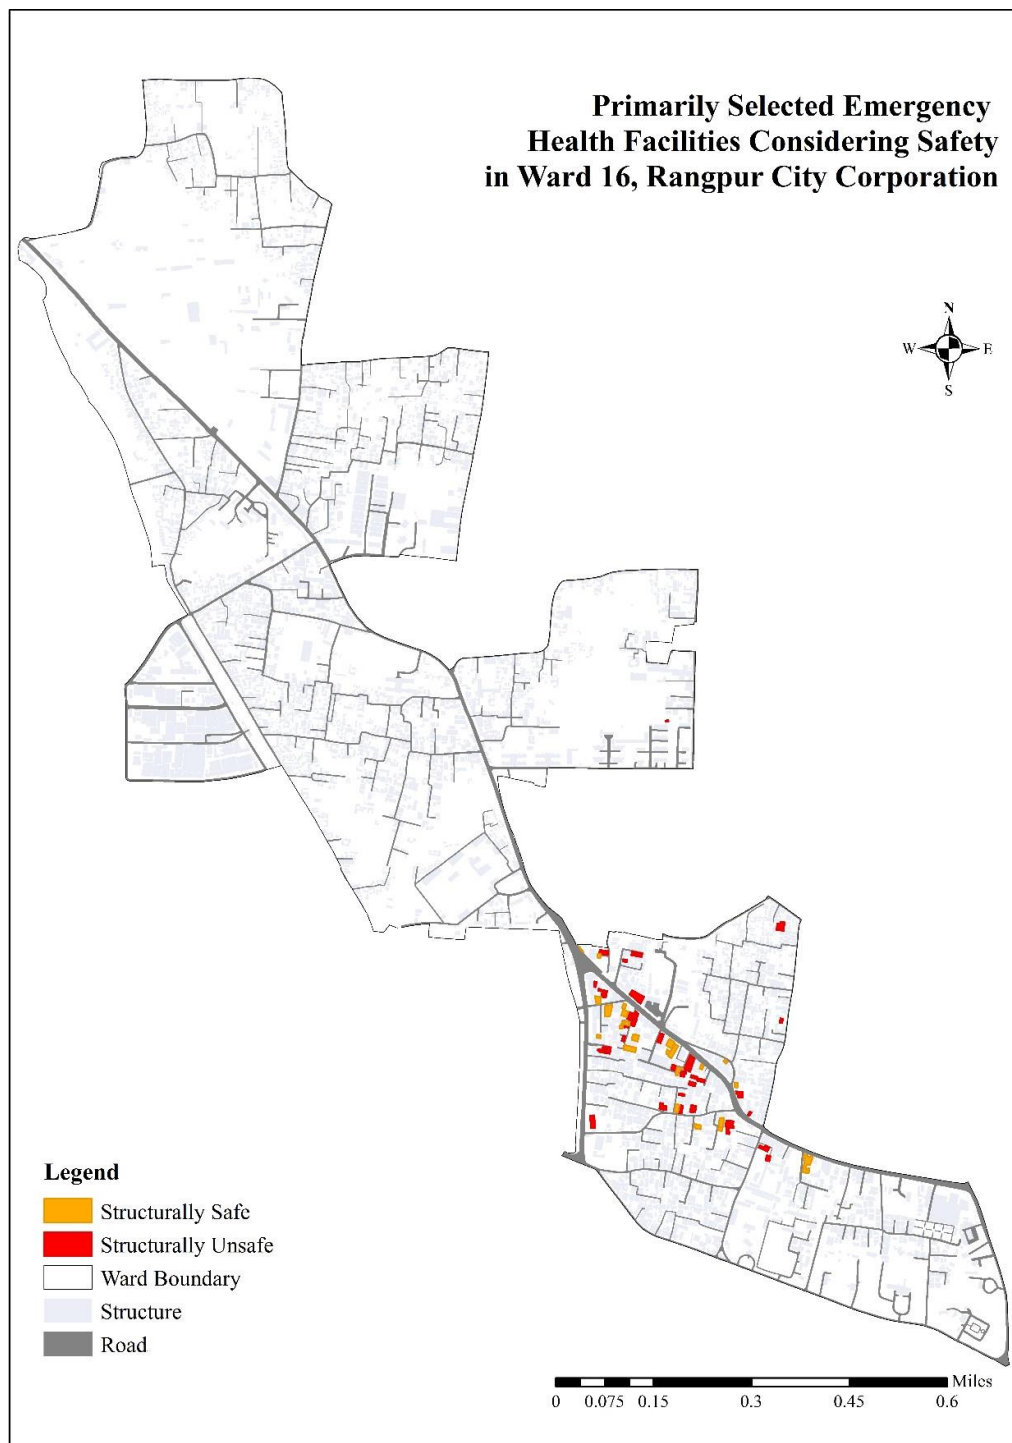 Primarily Selected Emergency
Health Facilities Considering Safety
in Ward 16, Rangpur City Corporation
N
W E
S
Legend
Structurally Safe
Structurally Unsafe
Ward Boundary
Structure
Road
Miles
0 0.075 0.15 0.3 0.45 0.6